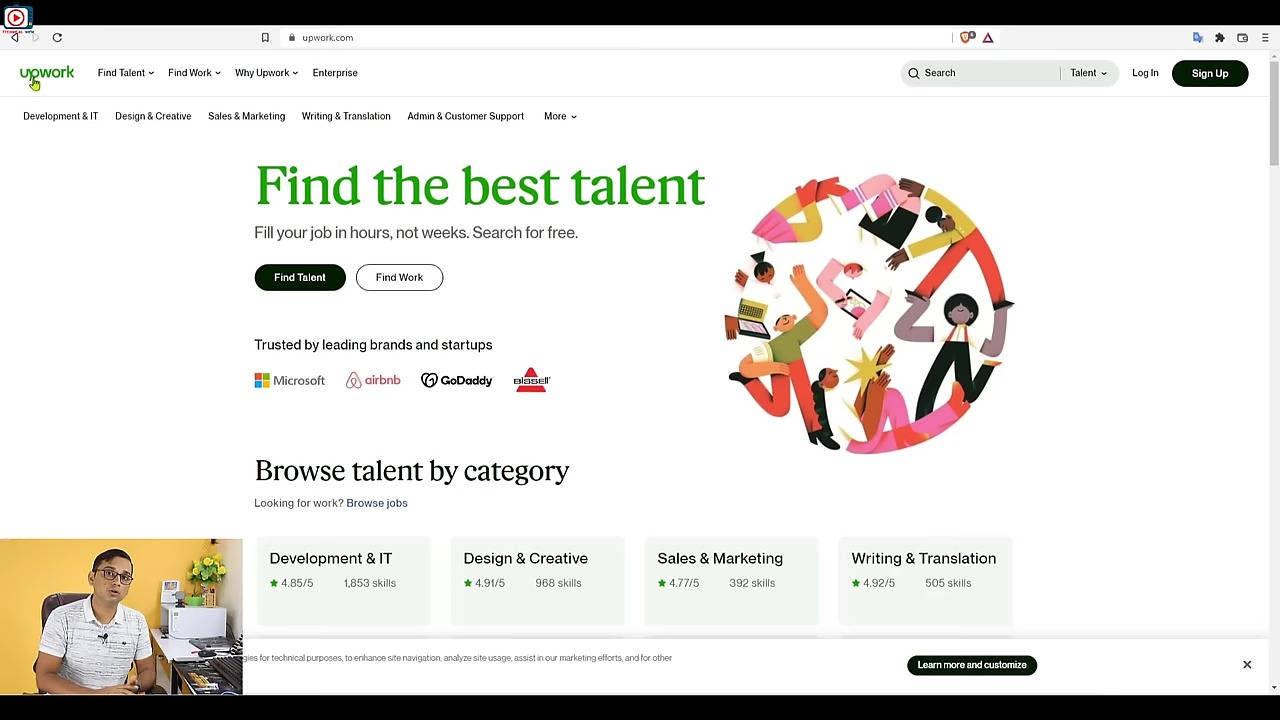 upwork.com
upwork Find Talent Find Work Why Upwork Enterprise Search Talent Log In Sign Up
Development & IT Design & Creative Sales & Marketing Writing & Translation Admin & Customer Support More
Find the best talent
Fill your job in hours, not weeks. Search for free.
Find Talent Find Work
Trusted by leading brands and startups
Microsoft airbnb GoDaddy BISSELL
Browse talent by category
Looking for work? Browse jobs
Development & IT Design & Creative Sales & Marketing Writing & Translation
4.85/5 1,853 skills 4.91/5 968 skills 4.77/5 392 skills 4.92/5 505 skills
for technical purposes, to enhance site navigation, analyze site usage, assist in our marketing efforts, and for other
Learn more and customize